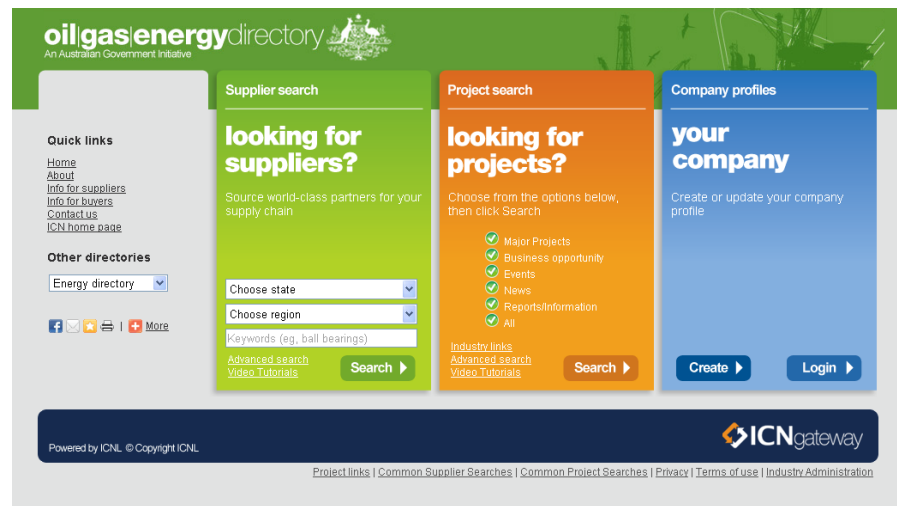 oil|gas|energydirectory
An Australian Government Initiative
Quick links
Home
About
Info for suppliers
Info for buyers
Contact us
ICN home page
Other directories
Energy directory
| More
Supplier search
looking for
suppliers?
Source world-class partners for your
supply chain
Choose state
Choose region
Keywords (eg, ball bearings)
Advanced search
Video Tutorials
Search
Project search
looking for
projects?
Choose from the options below,
then click Search
Major Projects
Business opportunity
Events
News
Reports/Information
All
Industry links
Advanced search
Video Tutorials
Search
Company profiles
your
company
Create or update your company
profile
Create
Login
Powered by ICNL © Copyright ICNL
ICNgateway
Project links | Common Supplier Searches | Common Project Searches | Privacy | Terms of use | Industry Administration